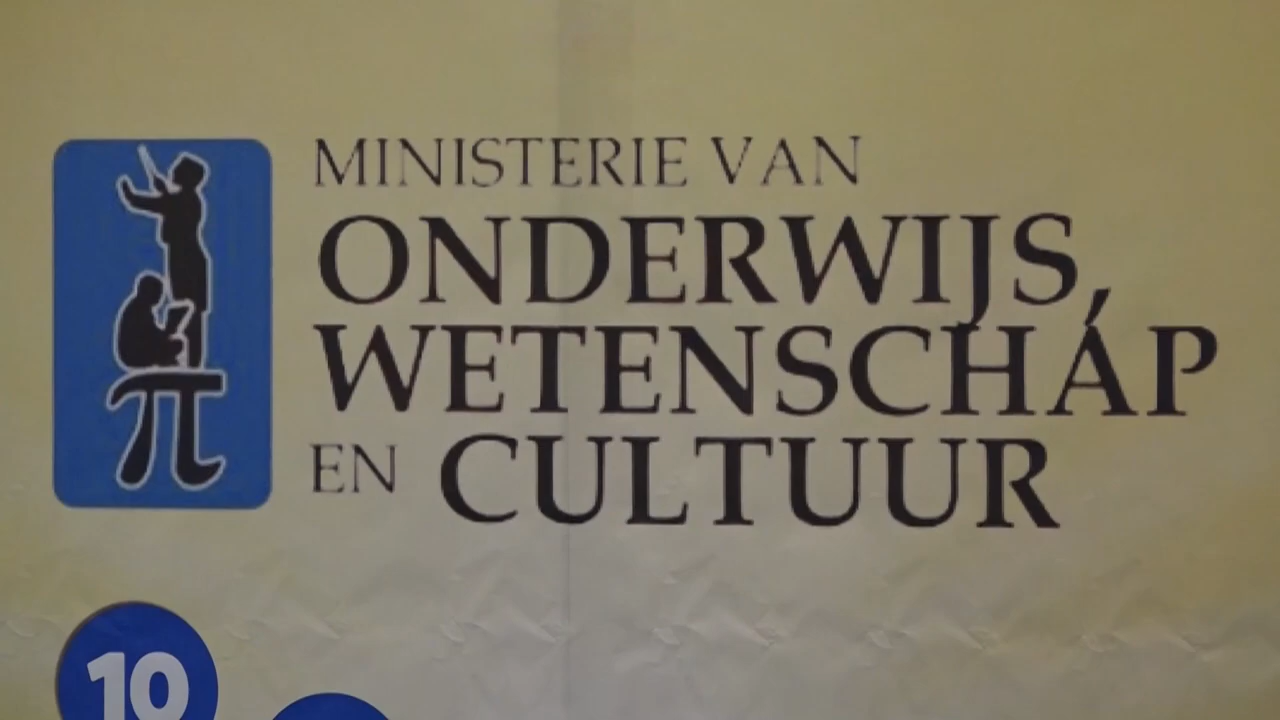 MINISTERIE VAN
ONDERWIJS,
WETENSCHAP
EN CULTUUR
π
10